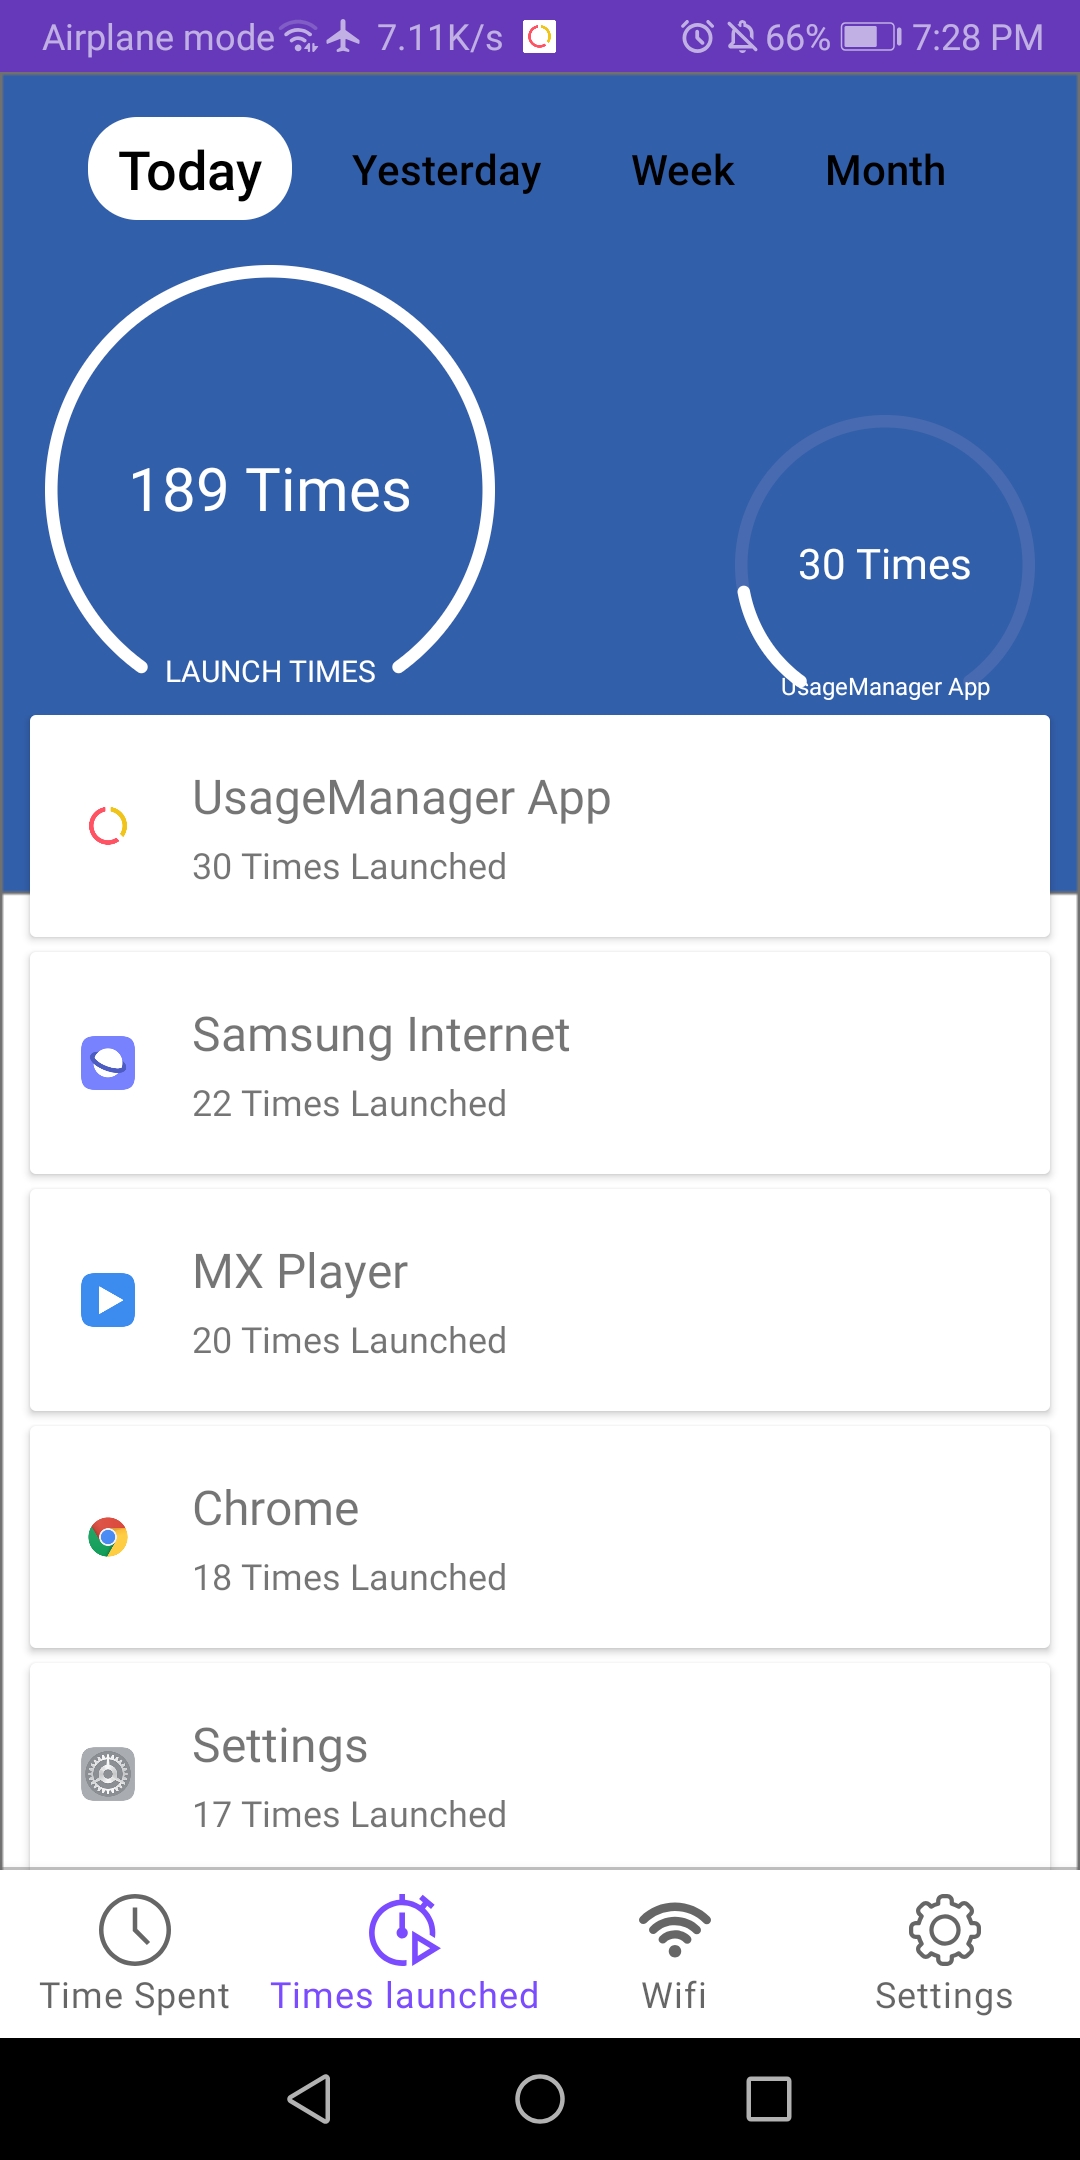 Airplane mode 7.11K/s 66% 7:28 PM
Today Yesterday Week Month
189 Times
LAUNCH TIMES
30 Times
UsageManager App
UsageManager App
30 Times Launched
Samsung Internet
22 Times Launched
MX Player
20 Times Launched
Chrome
18 Times Launched
Settings
17 Times Launched
Time Spent Times launched Wifi Settings